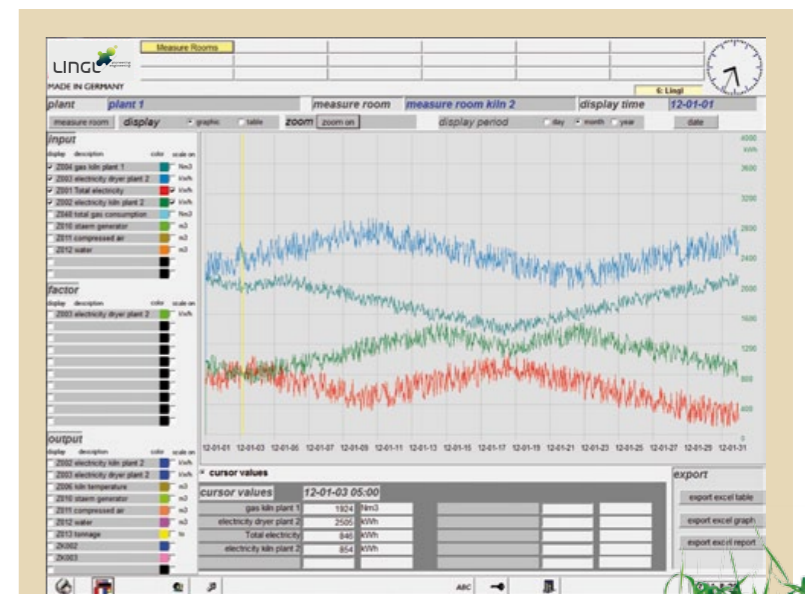 Measure Rooms
LINGL
MADE IN GERMANY
6: Lingl
plant plant 1 measure room measure room kiln 2 display time 12-01-01
measure room display graphic table zoom zoom on display period day month year date
input
display description color scale on
Z004 gas kiln plant 1 Nm3
Z003 electricity dryer plant 2 kWh
Z001 Total electricity kWh
Z002 electricity kiln plant 2 kWh
Z048 total gas consumption Nm3
Z010 staem generator m3
Z011 compressed air m3
Z012 water m3
factor
display description color scale on
Z003 electricity dryer plant 2 kWh
output
display description color scale on
Z002 electricity kiln plant 2 kWh
Z003 electricity dryer plant 2 kWh
Z006 kiln temperature m3
Z010 staem generator m3
Z011 compressed air m3
Z012 water m3
Z013 tonnage to
ZK002
ZK003
4000
kWh
3600
3200
2800
2400
2000
1600
1200
800
400
0
12-01-01 12-01-03 12-01-05 12-01-07 12-01-09 12-01-11 12-01-13 12-01-15 12-01-17 12-01-19 12-01-21 12-01-23 12-01-25 12-01-27 12-01-29 12-01-31
cursor values
cursor values 12-01-03 05:00
gas kiln plant 1 1924 Nm3
electricity dryer plant 2 2505 kWh
Total electricity 846 kWh
electricity kiln plant 2 854 kWh
export
export excel table
export excel graph
export excel report
ABC